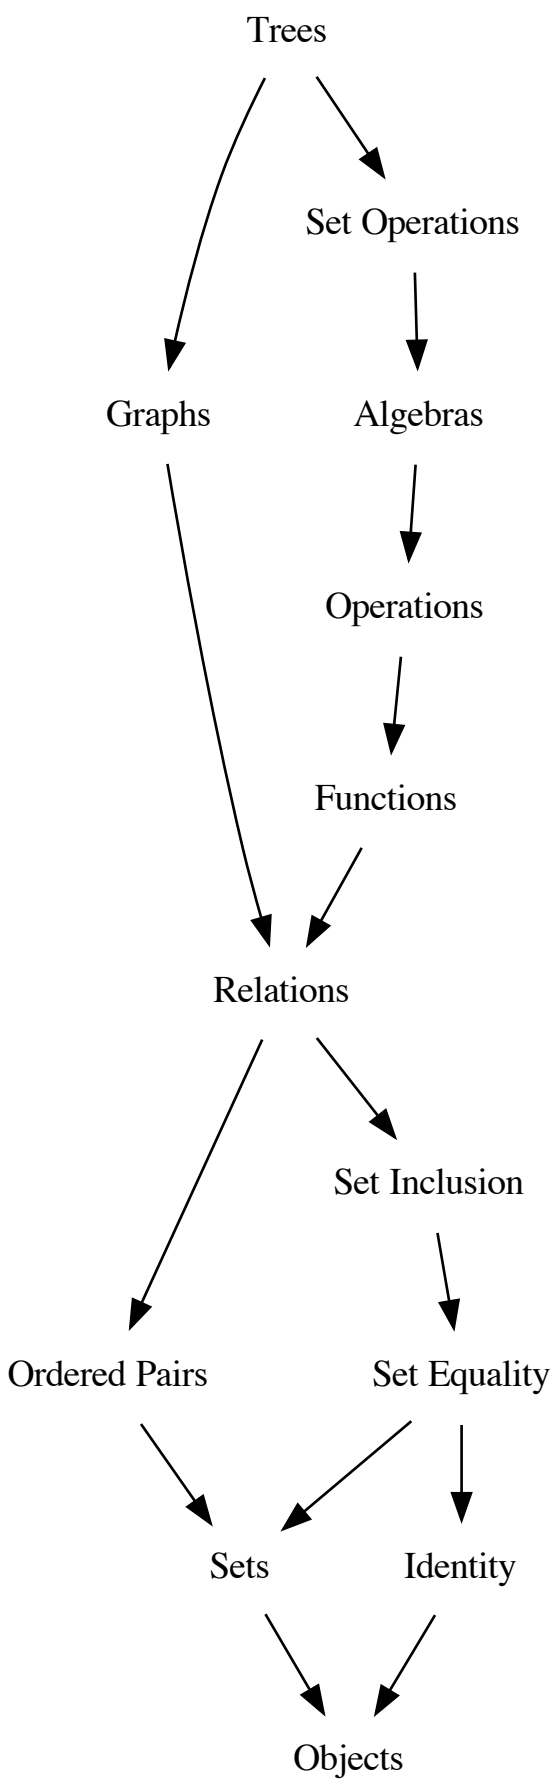 Trees
Set Operations
Graphs
Algebras
Operations
Functions
Relations
Set Inclusion
Ordered Pairs
Set Equality
Sets
Identity
Objects